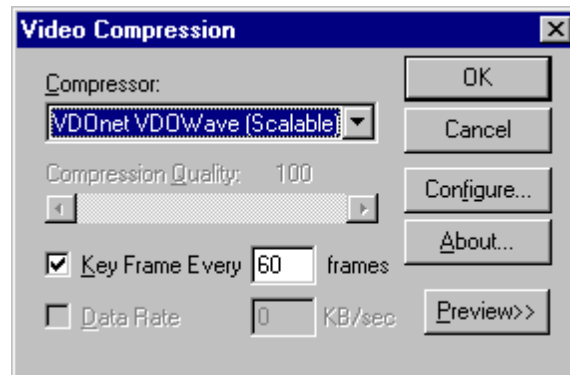 Video Compression
Compressor:
VDOnet VDOWave (Scalable)
Compression Quality: 100
Key Frame Every 60 frames
Data Rate 0 KB/sec
OK
Cancel
Configure...
About...
Preview>>